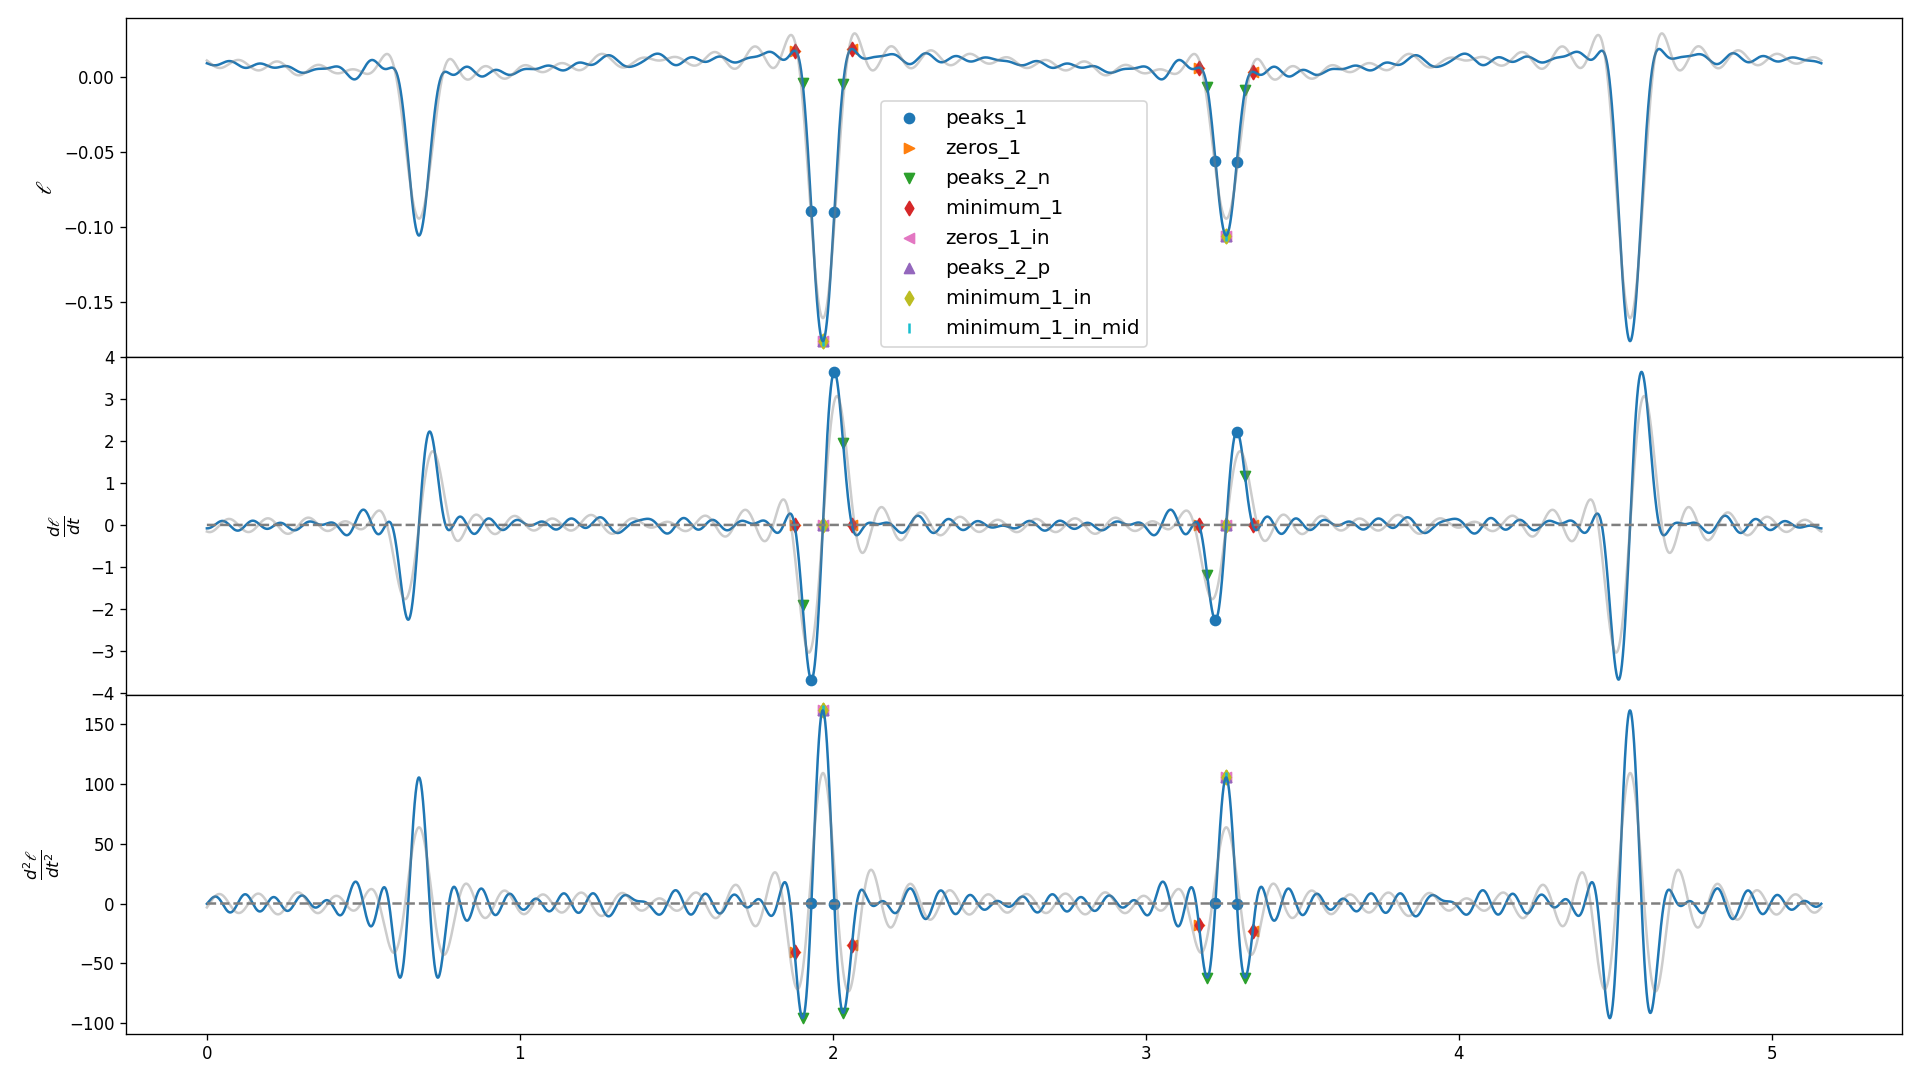 0.00
−0.05
−0.10
−0.15
ℓ
peaks_1
zeros_1
peaks_2_n
minimum_1
zeros_1_in
peaks_2_p
minimum_1_in
minimum_1_in_mid
4
3
2
1
0
−1
−2
−3
−4
dℓ
dt
150
100
50
0
−50
−100
d²ℓ
dt²
0 1 2 3 4 5